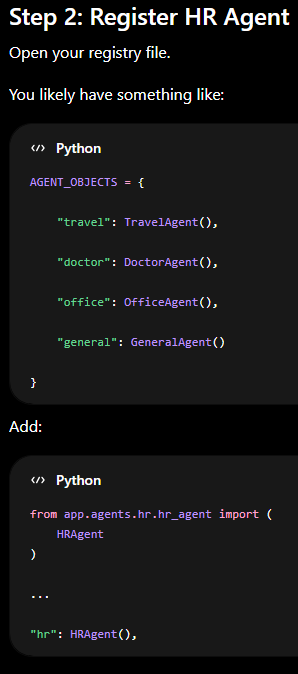 Step 2: Register HR Agent
Open your registry file.
You likely have something like:
</> Python
AGENT_OBJECTS = {
"travel": TravelAgent(),
"doctor": DoctorAgent(),
"office": OfficeAgent(),
"general": GeneralAgent()
}
Add:
</> Python
from app.agents.hr.hr_agent import (
HRAgent
)
...
"hr": HRAgent(),